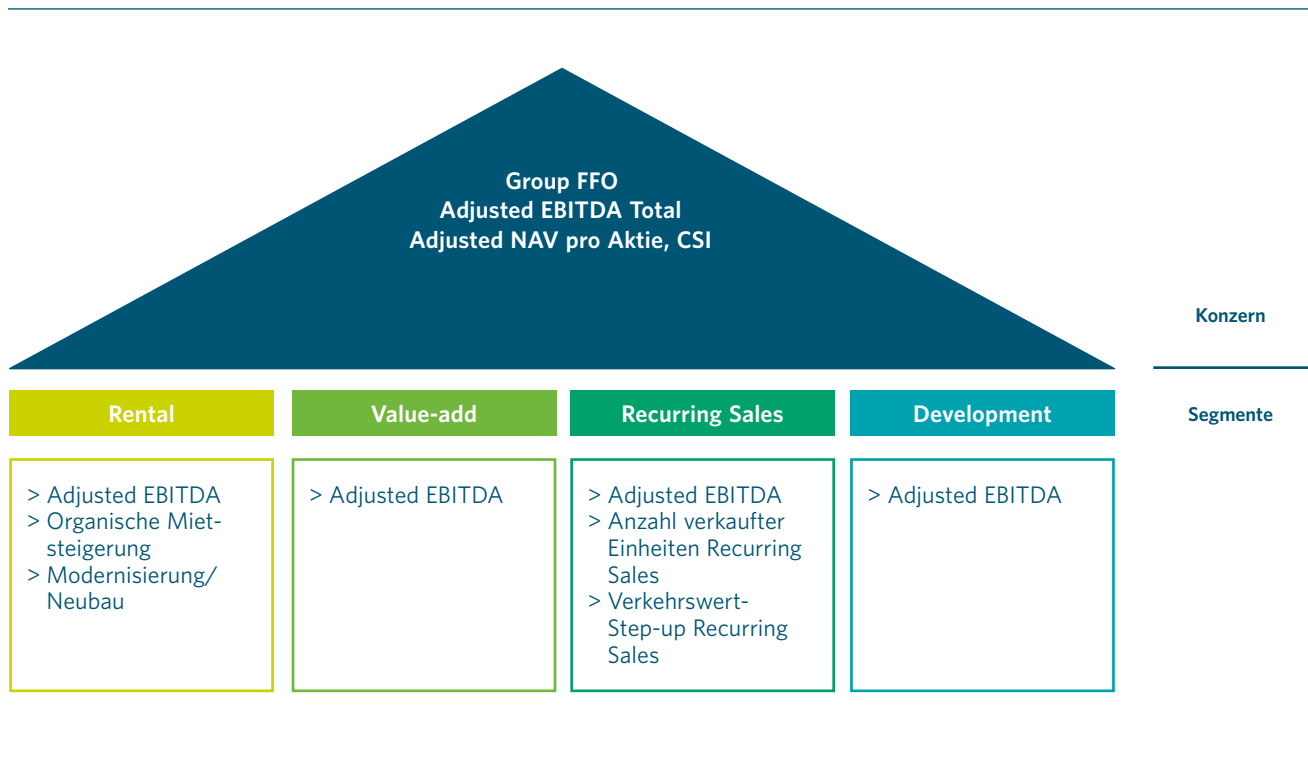 Group FFO
Adjusted EBITDA Total
Adjusted NAV pro Aktie, CSI
Konzern
Rental
Value-add
Recurring Sales
Development
Segmente
> Adjusted EBITDA
> Organische Miet-
steigerung
> Modernisierung/
Neubau
> Adjusted EBITDA
> Adjusted EBITDA
> Anzahl verkaufter
Einheiten Recurring
Sales
> Verkehrswert-
Step-up Recurring
Sales
> Adjusted EBITDA